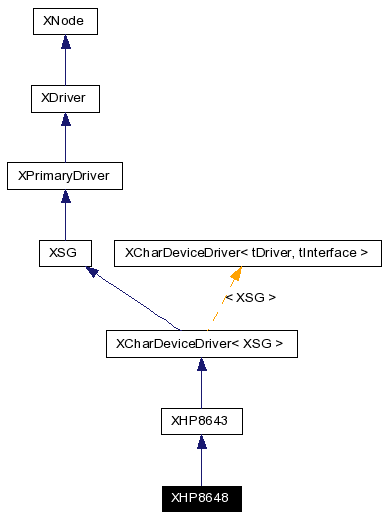 XNode
XDriver
XPrimaryDriver
XSG
XCharDeviceDriver< tDriver, tInterface >
< XSG >
XCharDeviceDriver< XSG >
XHP8643
XHP8648